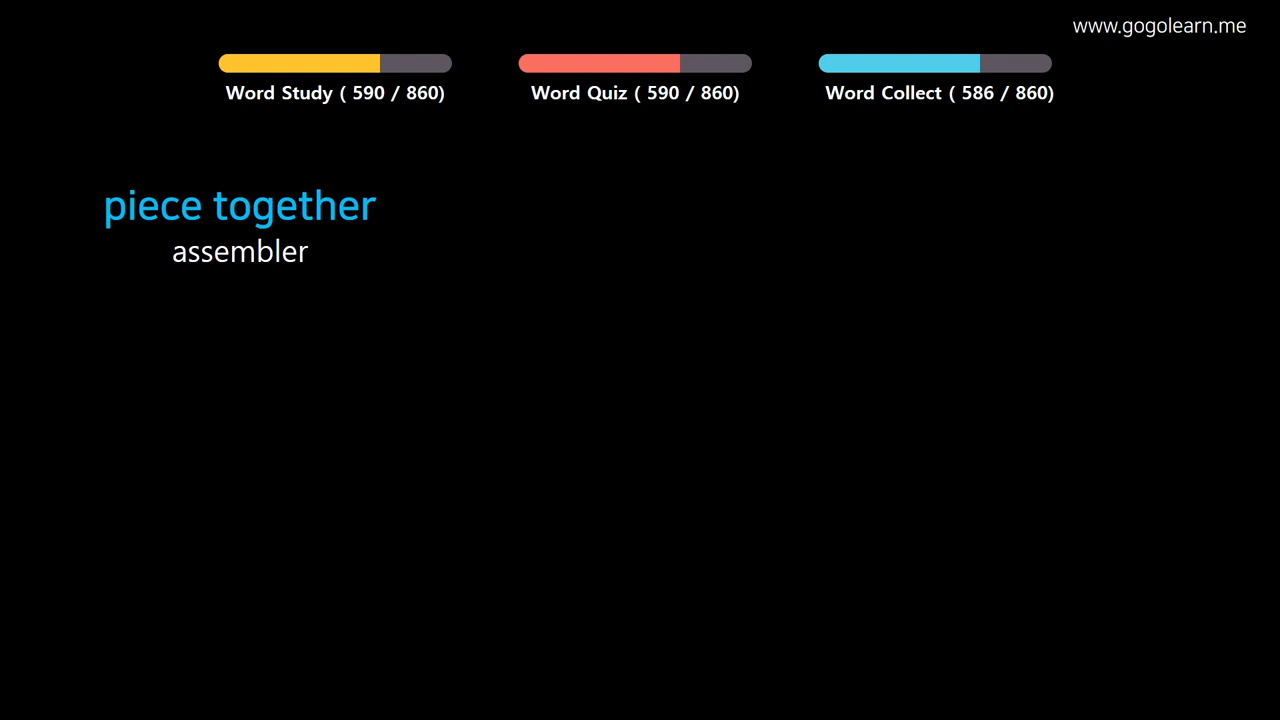 www.gogolearn.me
Word Study ( 590 / 860)
Word Quiz ( 590 / 860)
Word Collect ( 586 / 860)
piece together
assembler